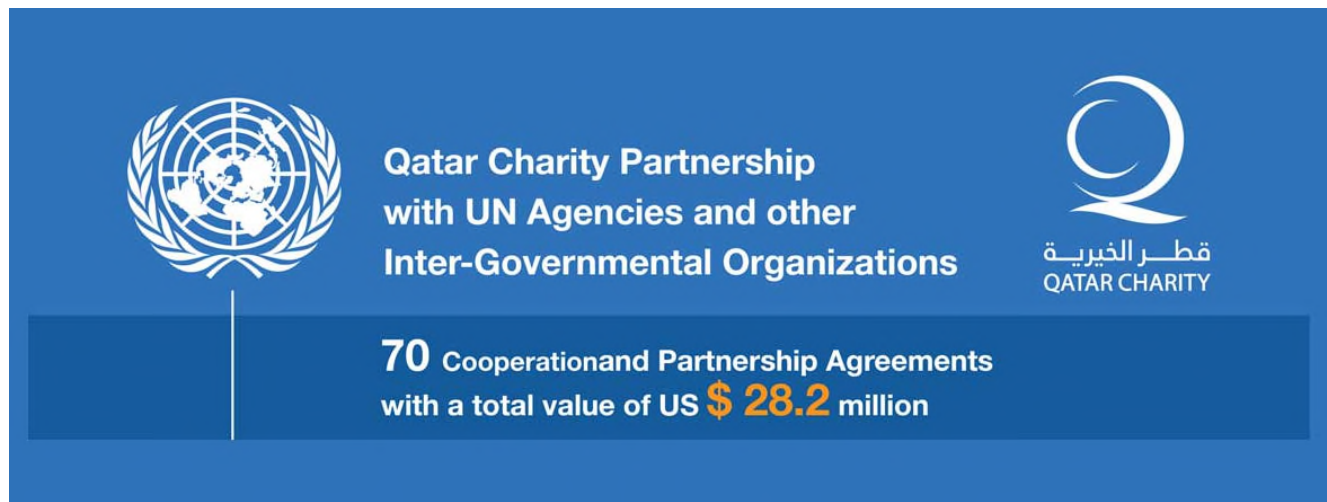 Qatar Charity Partnership
with UN Agencies and other
Inter-Governmental Organizations
قطــر الخيريــة
QATAR CHARITY
70 Cooperationand Partnership Agreements
with a total value of US $ 28.2 million